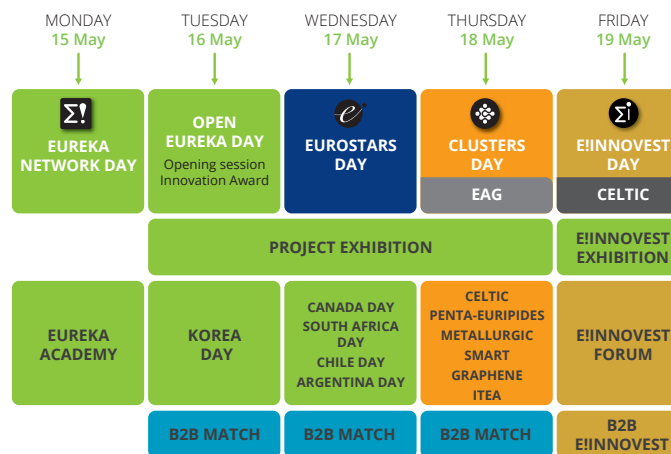 MONDAY
15 May
TUESDAY
16 May
WEDNESDAY
17 May
THURSDAY
18 May
FRIDAY
19 May
Σ!
EUREKA
NETWORK DAY
OPEN
EUREKA DAY
Opening session
Innovation Award
e
EUROSTARS
DAY
CLUSTERS
DAY
EAG
Σi
E!INNOVEST
DAY
CELTIC
PROJECT EXHIBITION
E!INNOVEST
EXHIBITION
EUREKA
ACADEMY
KOREA
DAY
CANADA DAY
SOUTH AFRICA
DAY
CHILE DAY
ARGENTINA DAY
CELTIC
PENTA-EURIPIDES
METALLURGIC
SMART
GRAPHENE
ITEA
E!INNOVEST
FORUM
B2B MATCH
B2B MATCH
B2B MATCH
B2B
E!INNOVEST